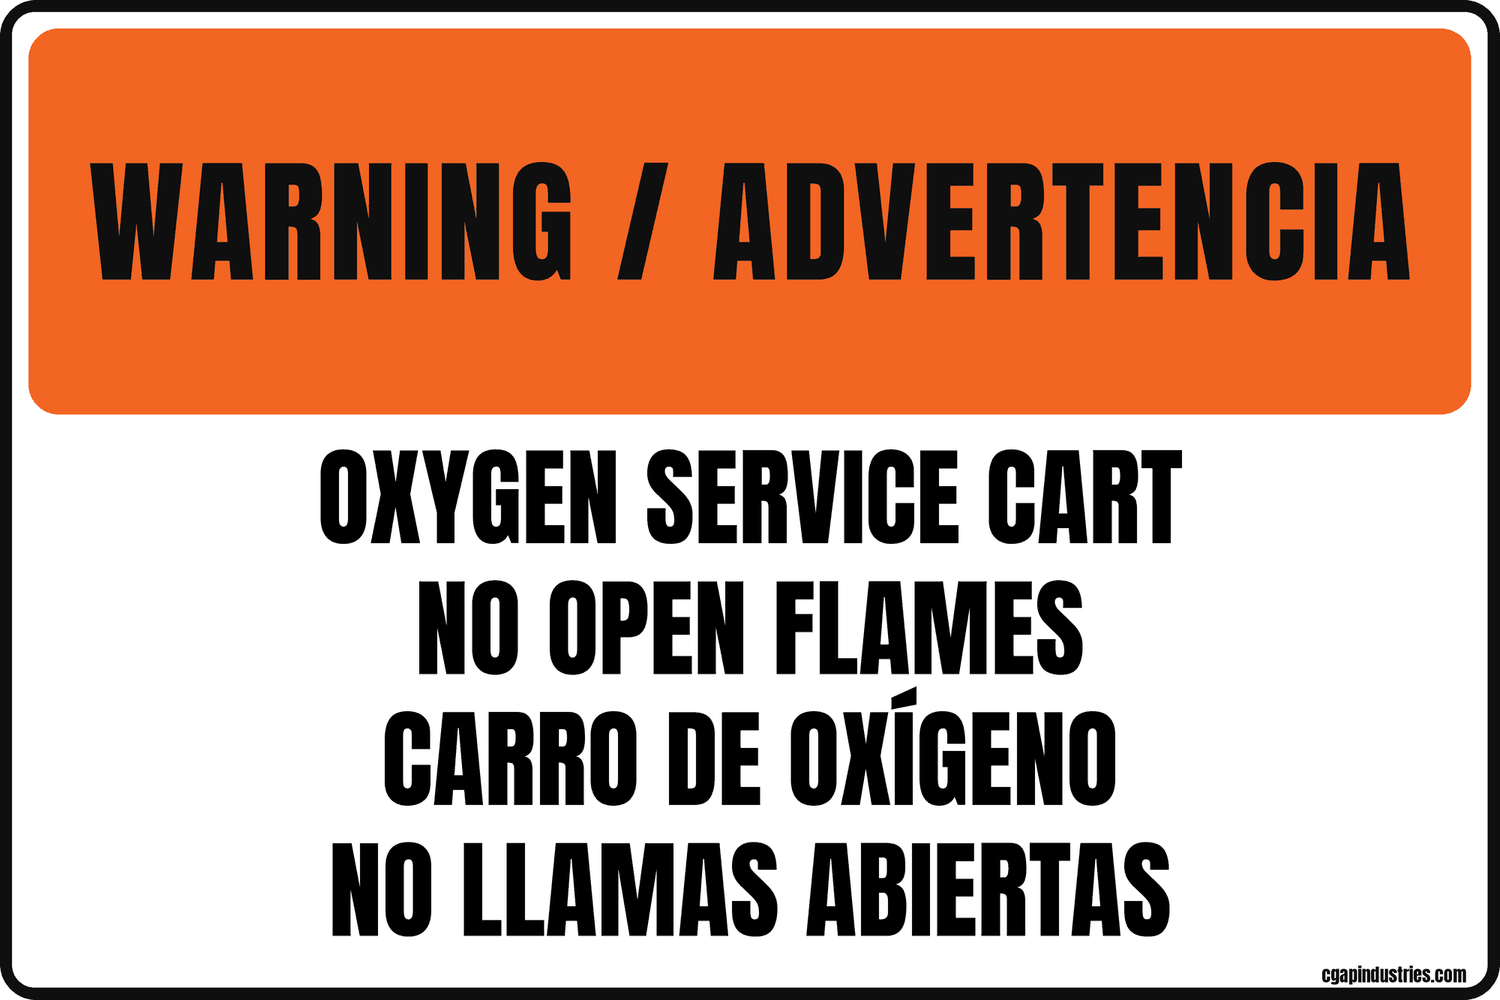 WARNING / ADVERTENCIA
OXYGEN SERVICE CART
NO OPEN FLAMES
CARRO DE OXÍGENO
NO LLAMAS ABIERTAS
cgapindustries.com